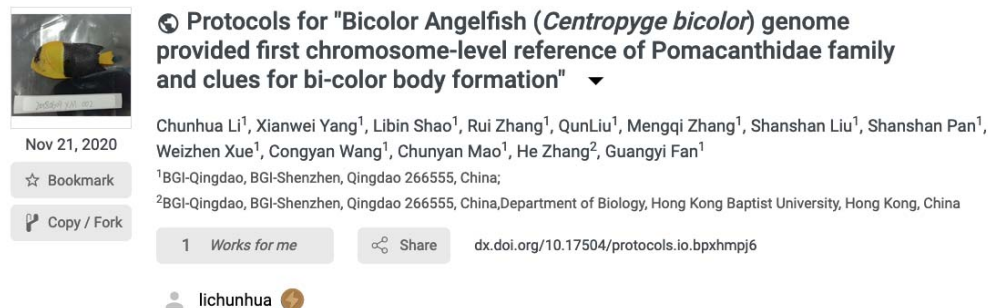 Protocols for "Bicolor Angelfish (Centropyge bicolor) genome
provided first chromosome-level reference of Pomacanthidae family
and clues for bi-color body formation"
Chunhua Li1, Xianwei Yang1, Libin Shao1, Rui Zhang1, QunLiu1, Mengqi Zhang1, Shanshan Liu1, Shanshan Pan1,
Weizhen Xue1, Congyan Wang1, Chunyan Mao1, He Zhang2, Guangyi Fan1
1BGI-Qingdao, BGI-Shenzhen, Qingdao 266555, China;
2BGI-Qingdao, BGI-Shenzhen, Qingdao 266555, China,Department of Biology, Hong Kong Baptist University, Hong Kong, China
Nov 21, 2020
Bookmark
Copy / Fork
1 Works for me
Share
dx.doi.org/10.17504/protocols.io.bpxhmpj6
lichunhua